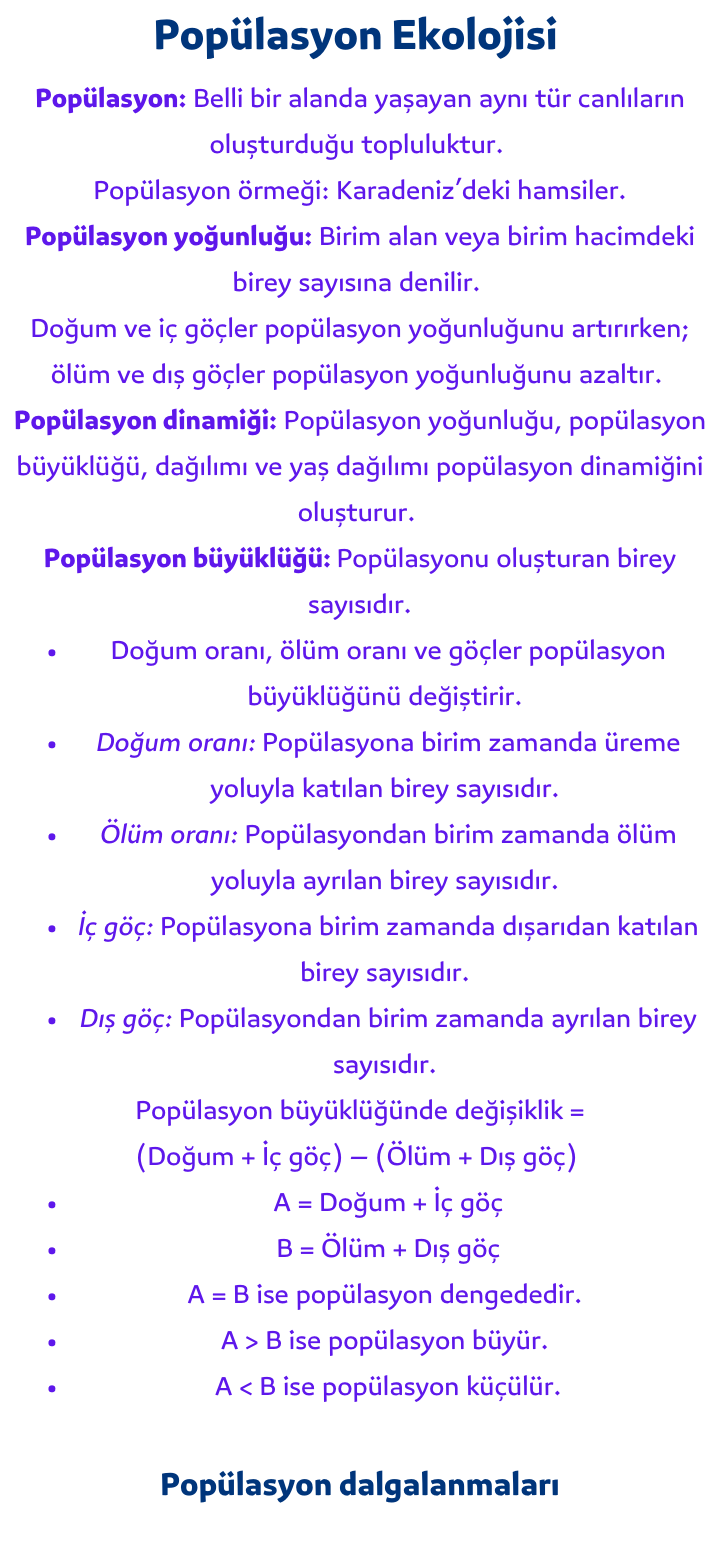 Popülasyon Ekolojisi
Popülasyon: Belli bir alanda yaşayan aynı tür canlıların
oluşturduğu topluluktur.
Popülasyon örmeği: Karadeniz’deki hamsiler.
Popülasyon yoğunluğu: Birim alan veya birim hacimdeki
birey sayısına denilir.
Doğum ve iç göçler popülasyon yoğunluğunu artırırken;
ölüm ve dış göçler popülasyon yoğunluğunu azaltır.
Popülasyon dinamiği: Popülasyon yoğunluğu, popülasyon
büyüklüğü, dağılımı ve yaş dağılımı popülasyon dinamiğini
oluşturur.
Popülasyon büyüklüğü: Popülasyonu oluşturan birey
sayısıdır.
• Doğum oranı, ölüm oranı ve göçler popülasyon
büyüklüğünü değiştirir.
• Doğum oranı: Popülasyona birim zamanda üreme
yoluyla katılan birey sayısıdır.
• Ölüm oranı: Popülasyondan birim zamanda ölüm
yoluyla ayrılan birey sayısıdır.
• İç göç: Popülasyona birim zamanda dışarıdan katılan
birey sayısıdır.
• Dış göç: Popülasyondan birim zamanda ayrılan birey
sayısıdır.
Popülasyon büyüklüğünde değişiklik =
(Doğum + İç göç) – (Ölüm + Dış göç)
• A = Doğum + İç göç
• B = Ölüm + Dış göç
• A = B ise popülasyon dengededir.
• A > B ise popülasyon büyür.
• A < B ise popülasyon küçülür.
Popülasyon dalgalanmaları